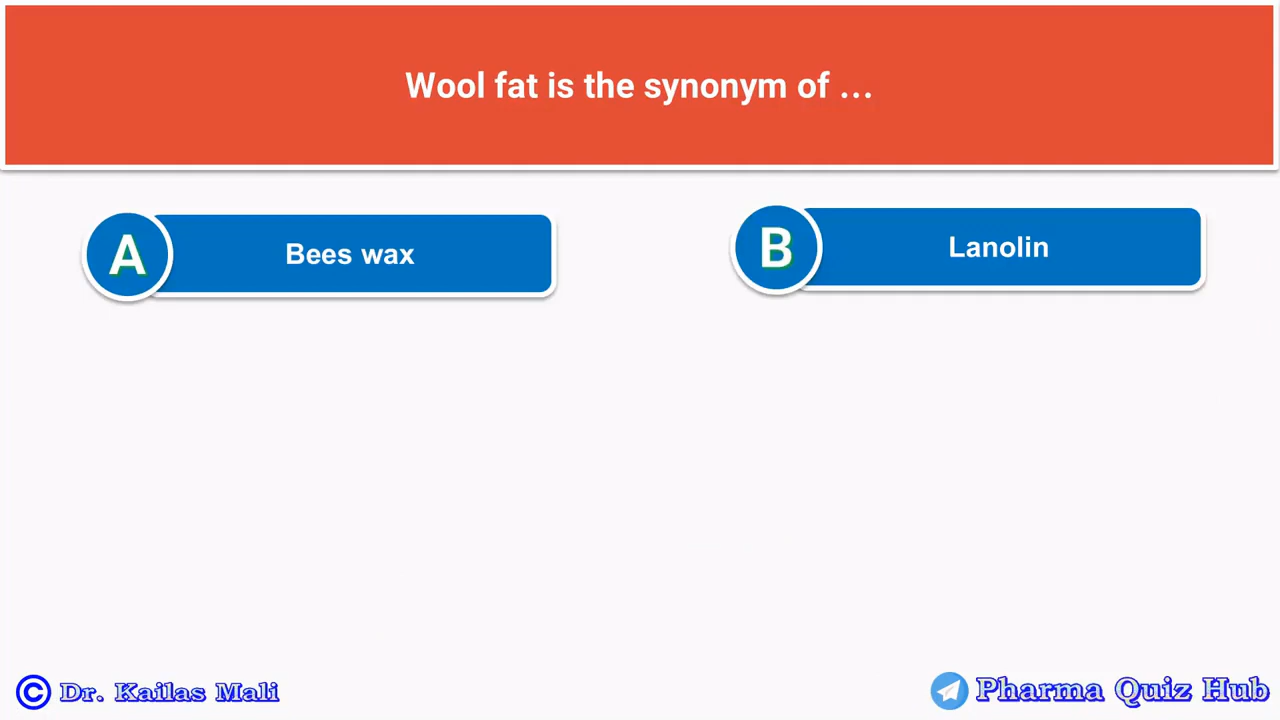 Wool fat is the synonym of ...
A Bees wax
B Lanolin
© Dr. Kailas Mali
Pharma Quiz Hub